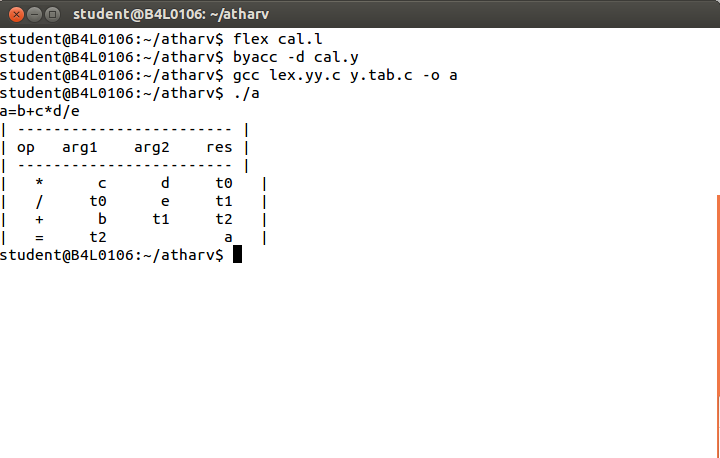 student@B4L0106: ~/atharv
student@B4L0106:~/atharv$ flex cal.l
student@B4L0106:~/atharv$ byacc -d cal.y
student@B4L0106:~/atharv$ gcc lex.yy.c y.tab.c -o a
student@B4L0106:~/atharv$ ./a
a=b+c*d/e
| ------------------------ |
| op   arg1    arg2    res |
| ------------------------ |
|   *      c      d     t0   |
|   /     t0      e     t1   |
|   +      b     t1     t2   |
|   =     t2             a   |
student@B4L0106:~/atharv$